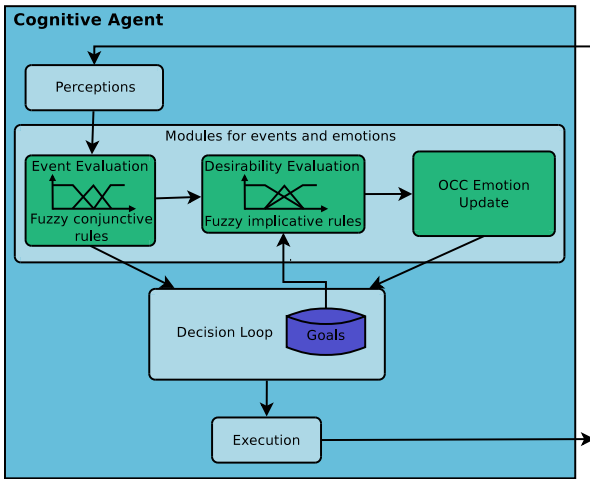 Cognitive Agent
Perceptions
Modules for events and emotions
Event Evaluation
Fuzzy conjunctive
rules
Desirability Evaluation
Fuzzy implicative rules
OCC Emotion
Update
Decision Loop
Goals
Execution